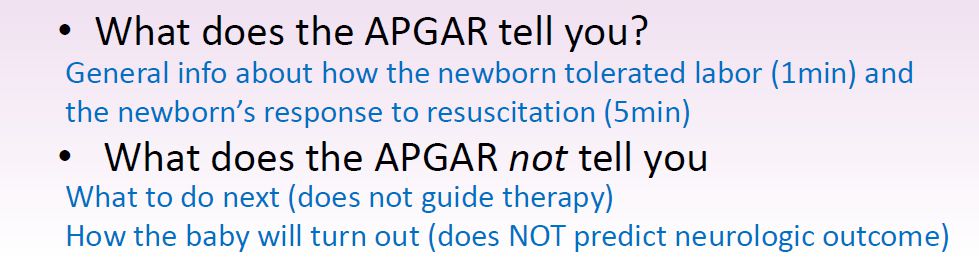 • What does the APGAR tell you?
General info about how the newborn tolerated labor (1min) and
the newborn’s response to resuscitation (5min)
• What does the APGAR not tell you
What to do next (does not guide therapy)
How the baby will turn out (does NOT predict neurologic outcome)